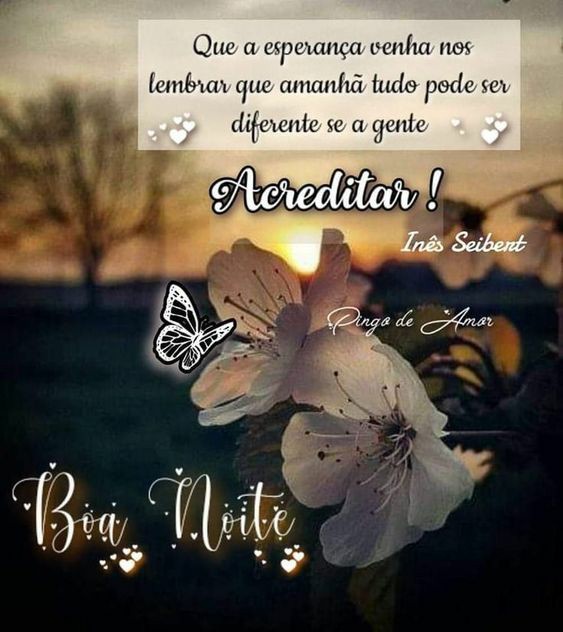 Que a esperança venha nos
lembrar que amanhã tudo pode ser
diferente se a gente
Acreditar !
Inês Seibert
Pingo de Amor
Boa Noite